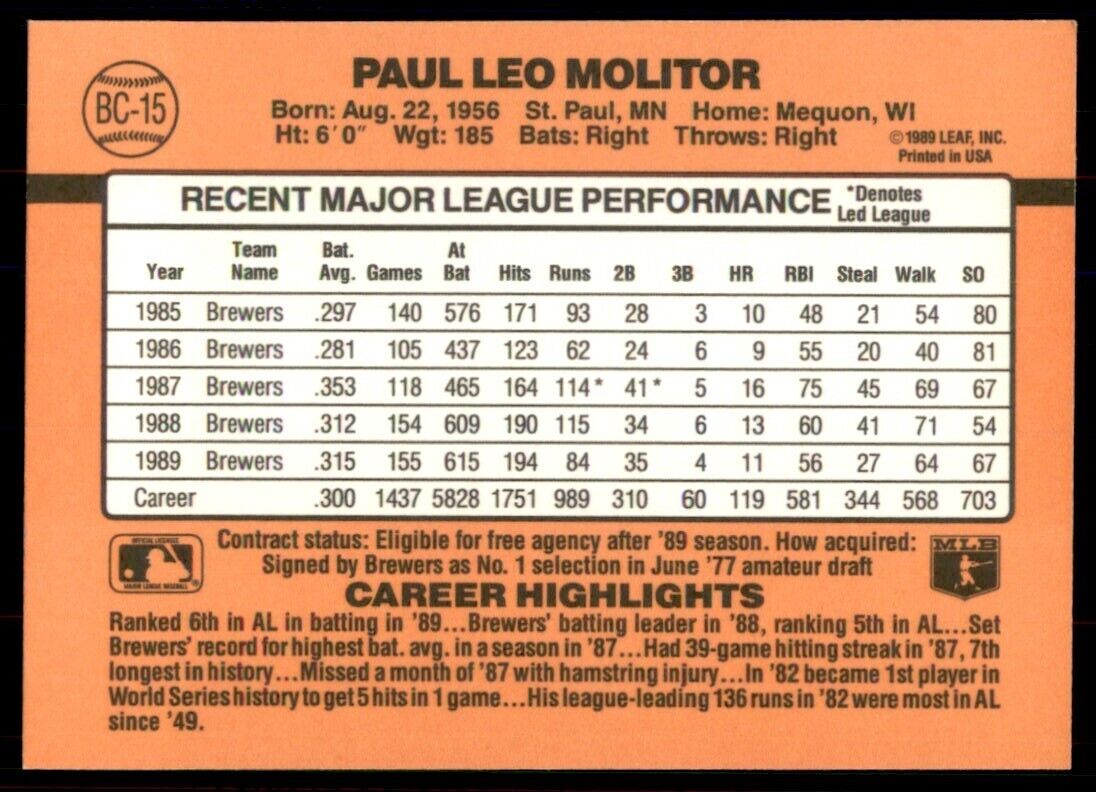 BC-15
PAUL LEO MOLITOR
Born: Aug. 22, 1956 St. Paul, MN Home: Mequon, WI
Ht: 6'0" Wgt: 185 Bats: Right Throws: Right
©1989 LEAF, INC.
Printed in USA
RECENT MAJOR LEAGUE PERFORMANCE *Denotes Led League
Year Team Name Bat. Avg. Games At Bat Hits Runs 2B 3B HR RBI Steal Walk SO
1985 Brewers .297 140 576 171 93 28 3 10 48 21 54 80
1986 Brewers .281 105 437 123 62 24 6 9 55 20 40 81
1987 Brewers .353 118 465 164 114* 41* 5 16 75 45 69 67
1988 Brewers .312 154 609 190 115 34 6 13 60 41 71 54
1989 Brewers .315 155 615 194 84 35 4 11 56 27 64 67
Career .300 1437 5828 1751 989 310 60 119 581 344 568 703
OFFICIAL LICENSEE
MAJOR LEAGUE BASEBALL
Contract status: Eligible for free agency after '89 season. How acquired:
Signed by Brewers as No. 1 selection in June '77 amateur draft
MLB
CAREER HIGHLIGHTS
Ranked 6th in AL in batting in '89...Brewers' batting leader in '88, ranking 5th in AL...Set
Brewers' record for highest bat. avg. in a season in '87...Had 39-game hitting streak in '87, 7th
longest in history...Missed a month of '87 with hamstring injury...In '82 became 1st player in
World Series history to get 5 hits in 1 game...His league-leading 136 runs in '82 were most in AL
since '49.